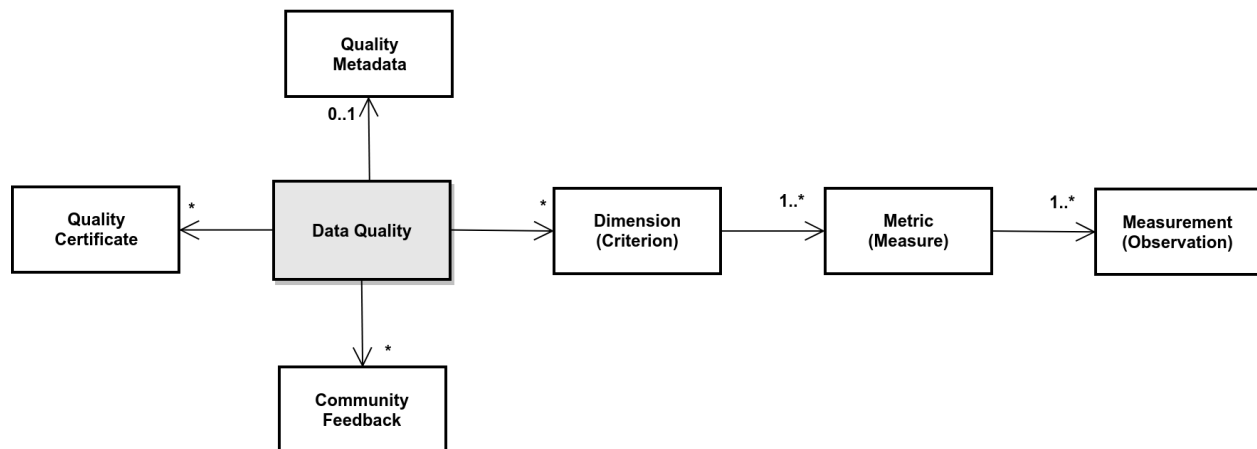 Quality
Metadata
0..1
Quality
Certificate
*
Data Quality
*
Dimension
(Criterion)
1..*
Metric
(Measure)
1..*
Measurement
(Observation)
*
Community
Feedback